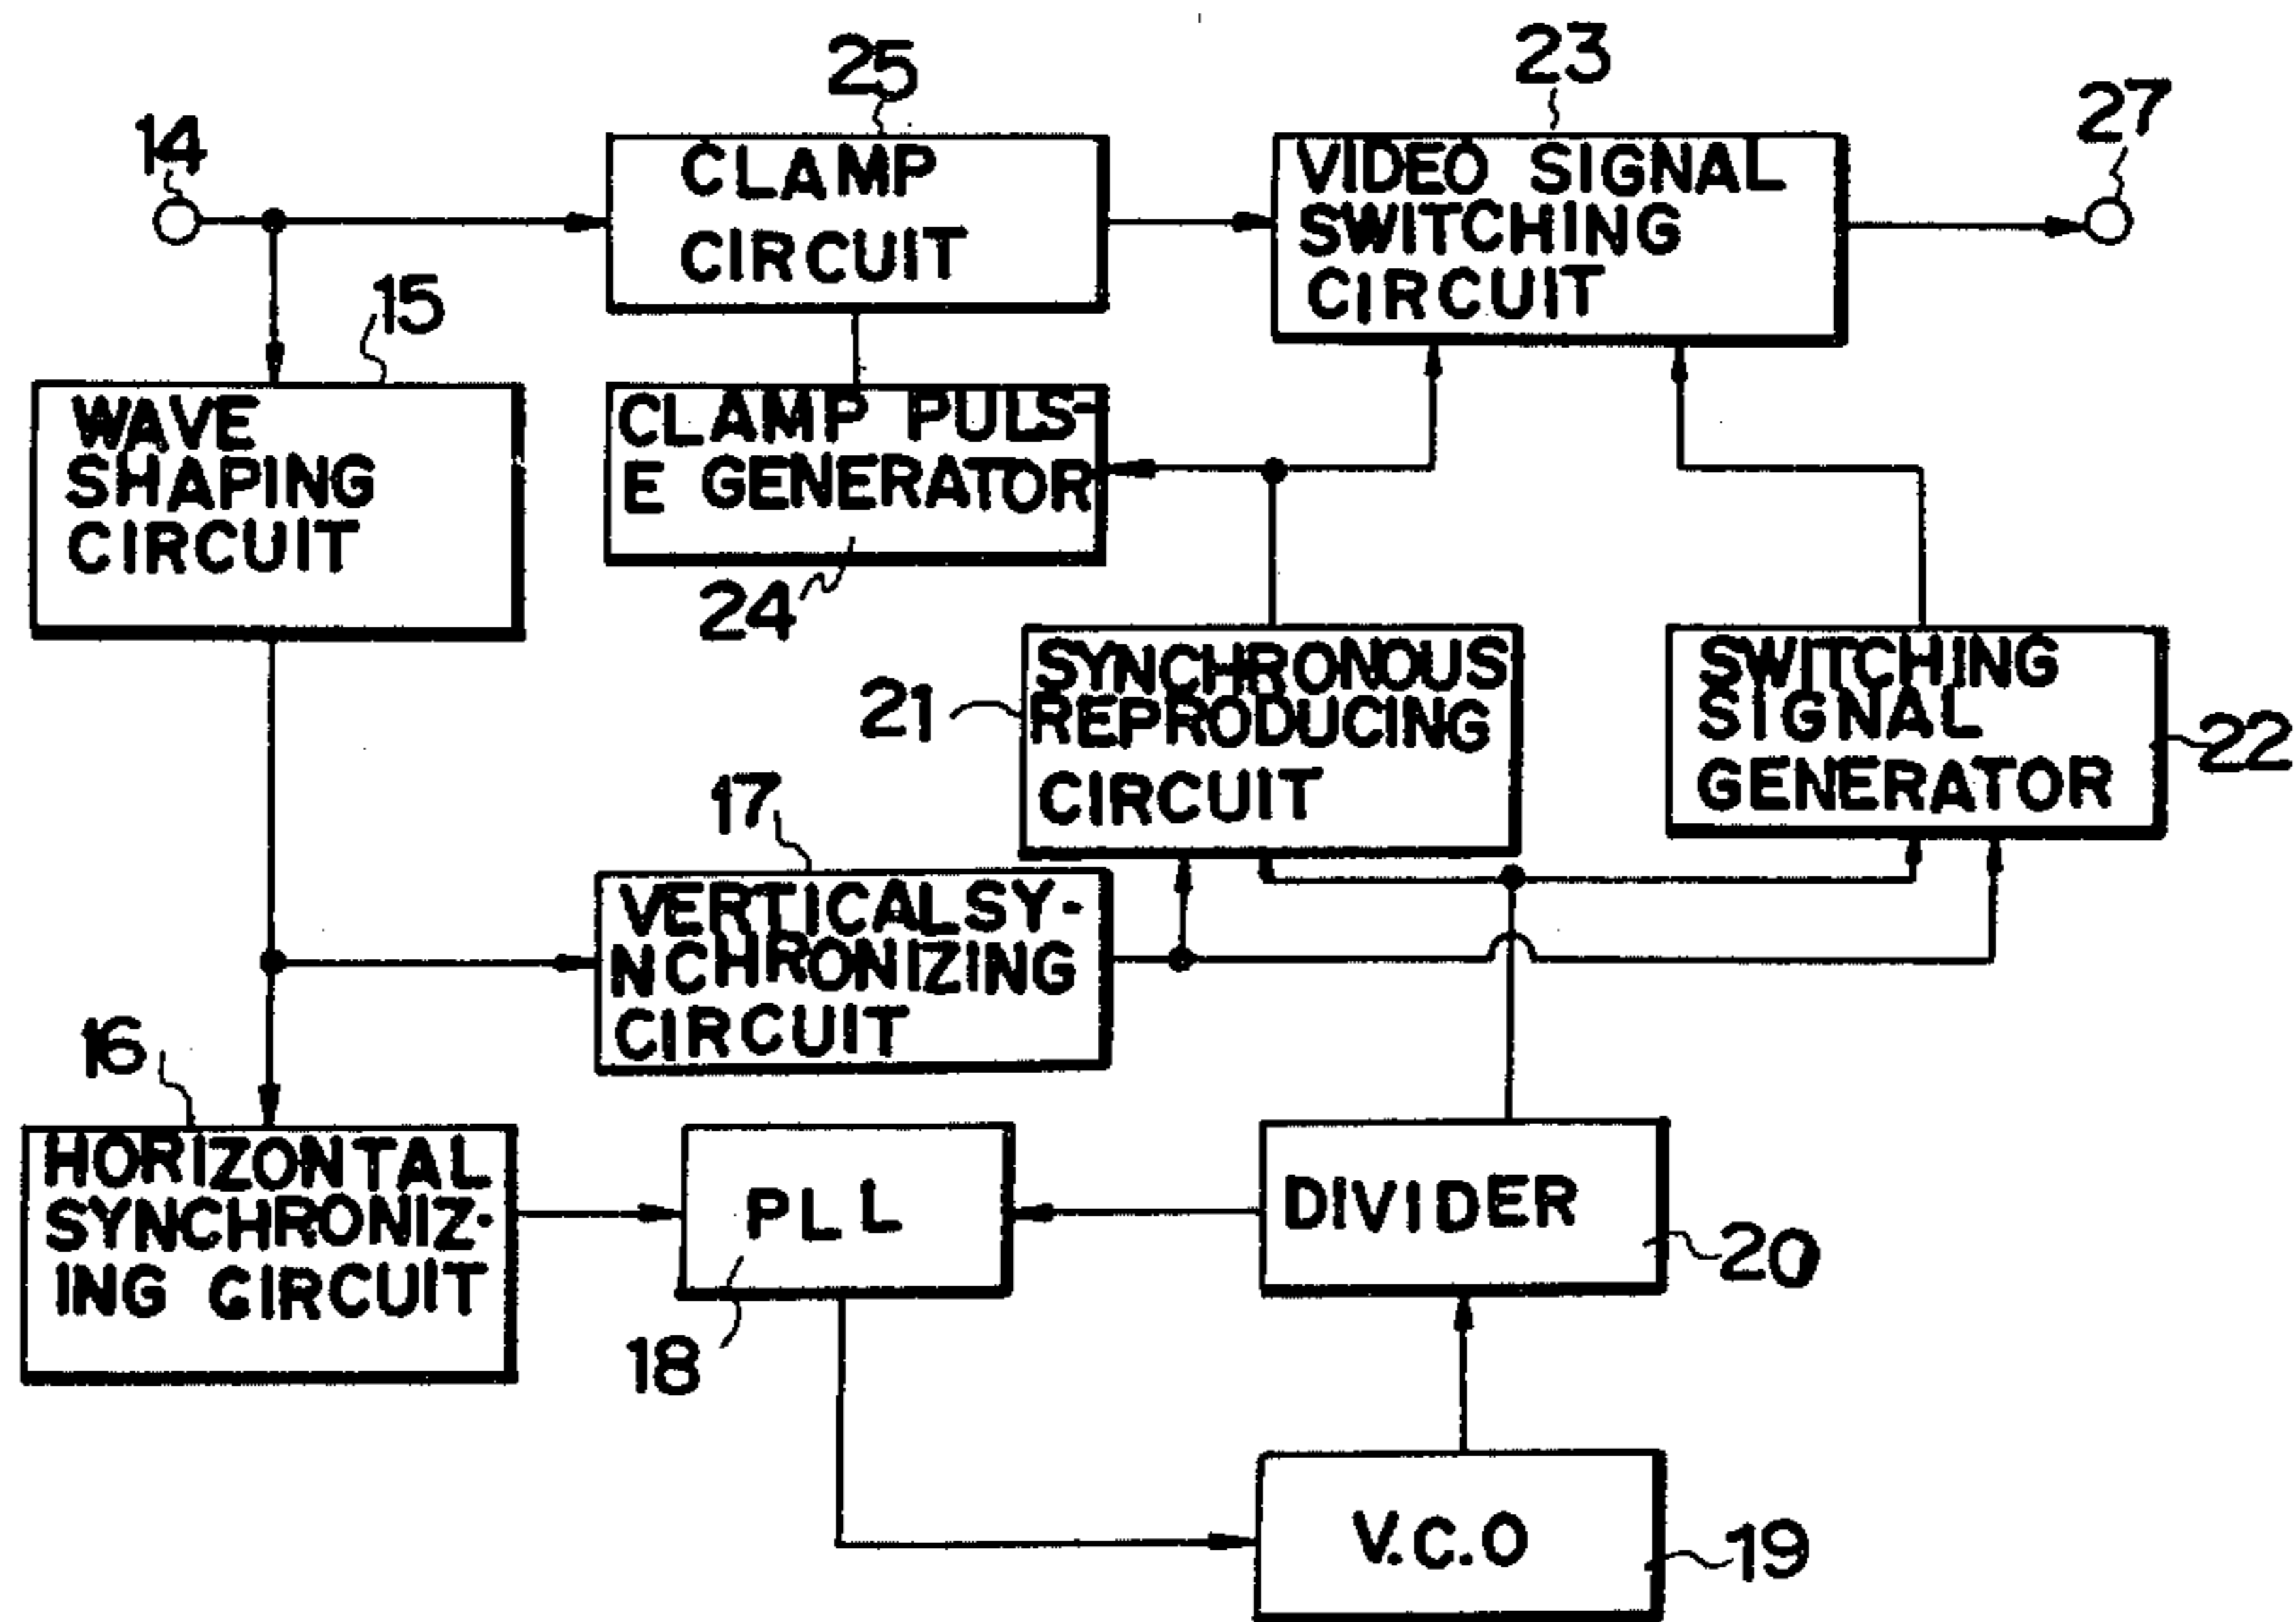 25
23
27
14
CLAMP
CIRCUIT
VIDEO SIGNAL
SWITCHING
CIRCUIT
15
WAVE
SHAPING
CIRCUIT
CLAMP PULS-
E GENERATOR
24
21
SYNCHRONOUS
REPRODUCING
CIRCUIT
SWITCHING
SIGNAL
GENERATOR
22
17
VERTICAL SY-
NCHRONIZING
CIRCUIT
16
HORIZONTAL
SYNCHRONIZ-
ING CIRCUIT
PLL
18
DIVIDER
20
V.C.O
19